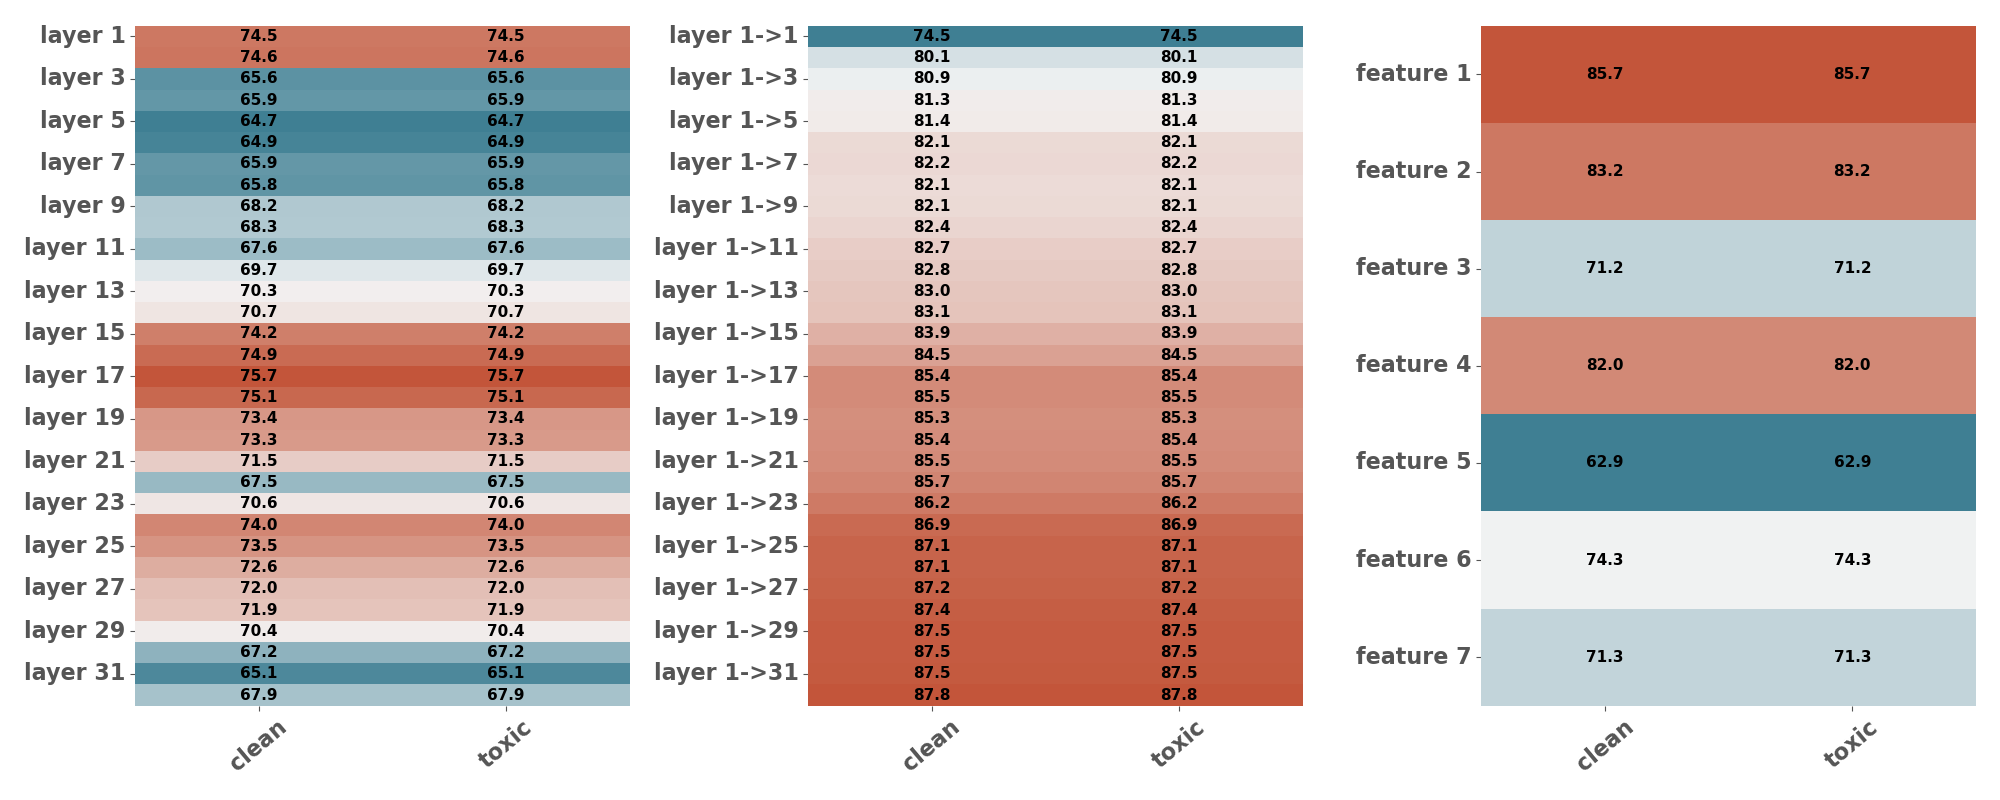 layer 1 74.5 74.5
74.6 74.6
layer 3 65.6 65.6
65.9 65.9
layer 5 64.7 64.7
64.9 64.9
layer 7 65.9 65.9
65.8 65.8
layer 9 68.2 68.2
68.3 68.3
layer 11 67.6 67.6
69.7 69.7
layer 13 70.3 70.3
70.7 70.7
layer 15 74.2 74.2
74.9 74.9
layer 17 75.7 75.7
75.1 75.1
layer 19 73.4 73.4
73.3 73.3
layer 21 71.5 71.5
67.5 67.5
layer 23 70.6 70.6
74.0 74.0
layer 25 73.5 73.5
72.6 72.6
layer 27 72.0 72.0
71.9 71.9
layer 29 70.4 70.4
67.2 67.2
layer 31 65.1 65.1
67.9 67.9
clean toxic
layer 1->1 74.5 74.5
80.1 80.1
layer 1->3 80.9 80.9
81.3 81.3
layer 1->5 81.4 81.4
82.1 82.1
layer 1->7 82.2 82.2
82.1 82.1
layer 1->9 82.1 82.1
82.4 82.4
layer 1->11 82.7 82.7
82.8 82.8
layer 1->13 83.0 83.0
83.1 83.1
layer 1->15 83.9 83.9
84.5 84.5
layer 1->17 85.4 85.4
85.5 85.5
layer 1->19 85.3 85.3
85.4 85.4
layer 1->21 85.5 85.5
85.7 85.7
layer 1->23 86.2 86.2
86.9 86.9
layer 1->25 87.1 87.1
87.1 87.1
layer 1->27 87.2 87.2
87.4 87.4
layer 1->29 87.5 87.5
87.5 87.5
layer 1->31 87.5 87.5
87.8 87.8
clean toxic
feature 1 85.7 85.7
feature 2 83.2 83.2
feature 3 71.2 71.2
feature 4 82.0 82.0
feature 5 62.9 62.9
feature 6 74.3 74.3
feature 7 71.3 71.3
clean toxic